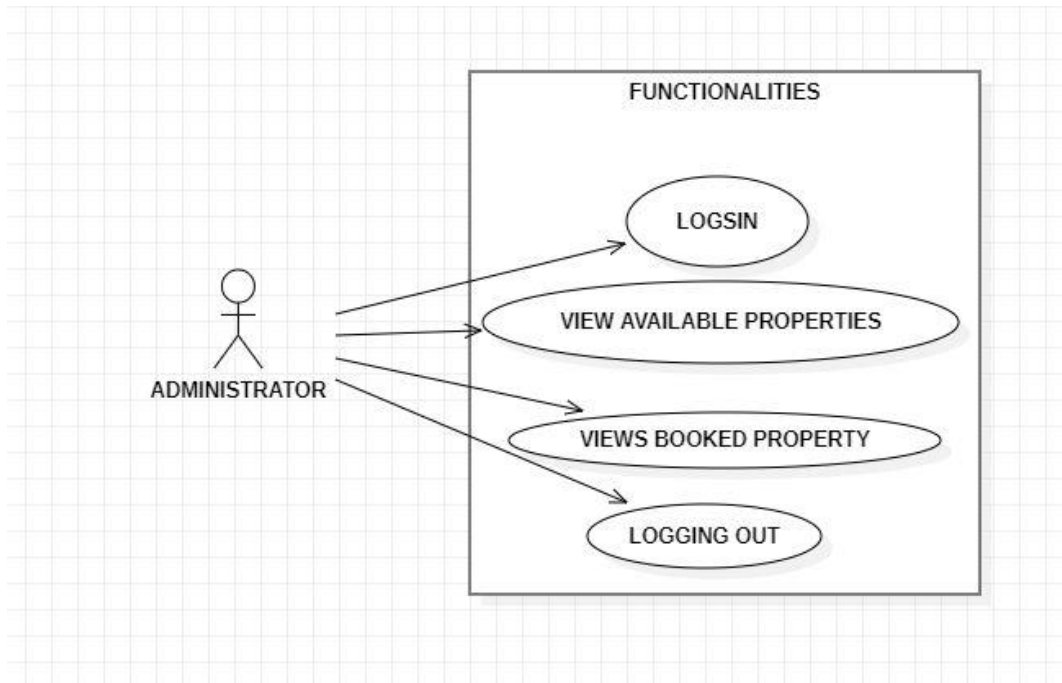 FUNCTIONALITIES
LOGSIN
VIEW AVAILABLE PROPERTIES
ADMINISTRATOR
VIEWS BOOKED PROPERTY
LOGGING OUT